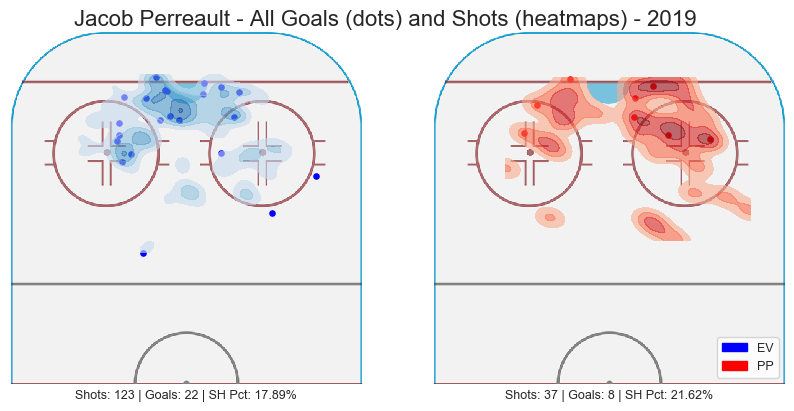 Jacob Perreault - All Goals (dots) and Shots (heatmaps) - 2019
EV
PP
Shots: 123 | Goals: 22 | SH Pct: 17.89%
Shots: 37 | Goals: 8 | SH Pct: 21.62%